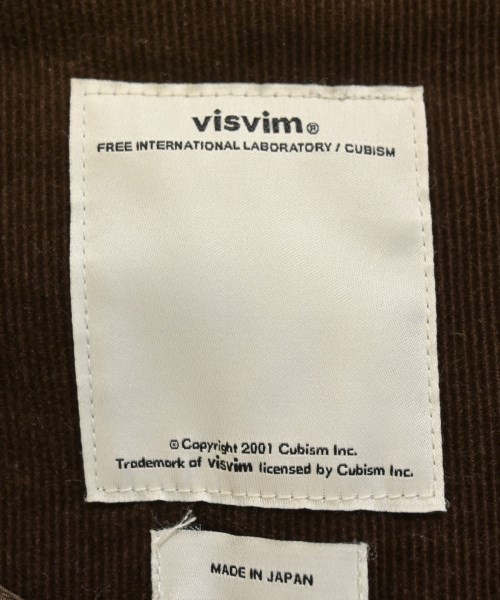 visvim®
FREE INTERNATIONAL LABORATORY / CUBISM
© Copyright 2001 Cubism Inc.
Trademark of visvim licensed by Cubism Inc.
MADE IN JAPAN